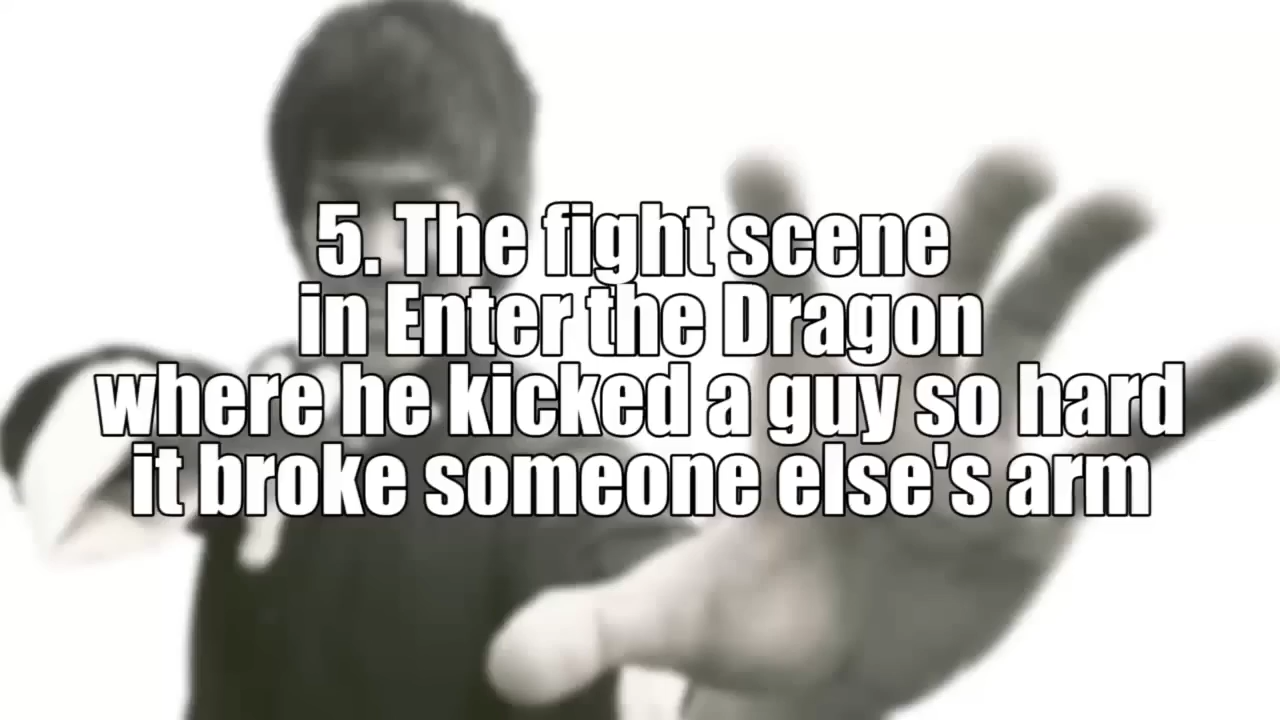 5. The fight scene
in Enter the Dragon
where he kicked a guy so hard
it broke someone else's arm